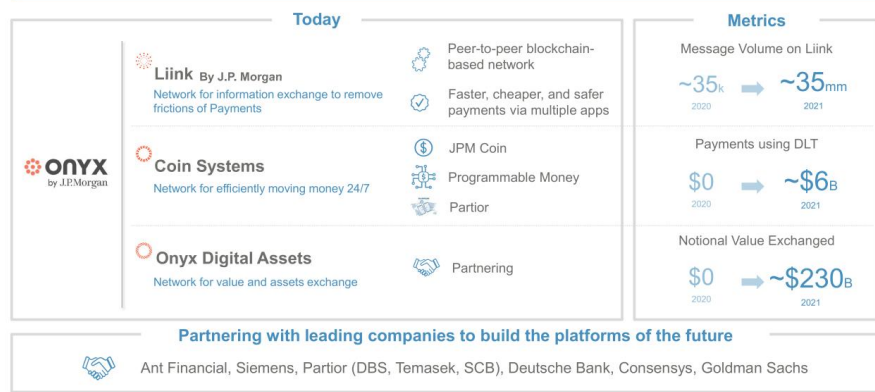 Today
Metrics
ONYX
by J.P.Morgan
Liink By J.P. Morgan
Network for information exchange to remove
frictions of Payments
Peer-to-peer blockchain-
based network
Faster, cheaper, and safer
payments via multiple apps
Message Volume on Liink
~35k
2020
~35mm
2021
Coin Systems
Network for efficiently moving money 24/7
JPM Coin
Programmable Money
Partior
Payments using DLT
$0
2020
~$6B
2021
Onyx Digital Assets
Network for value and assets exchange
Partnering
Notional Value Exchanged
$0
2020
~$230B
2021
Partnering with leading companies to build the platforms of the future
Ant Financial, Siemens, Partior (DBS, Temasek, SCB), Deutsche Bank, Consensys, Goldman Sachs